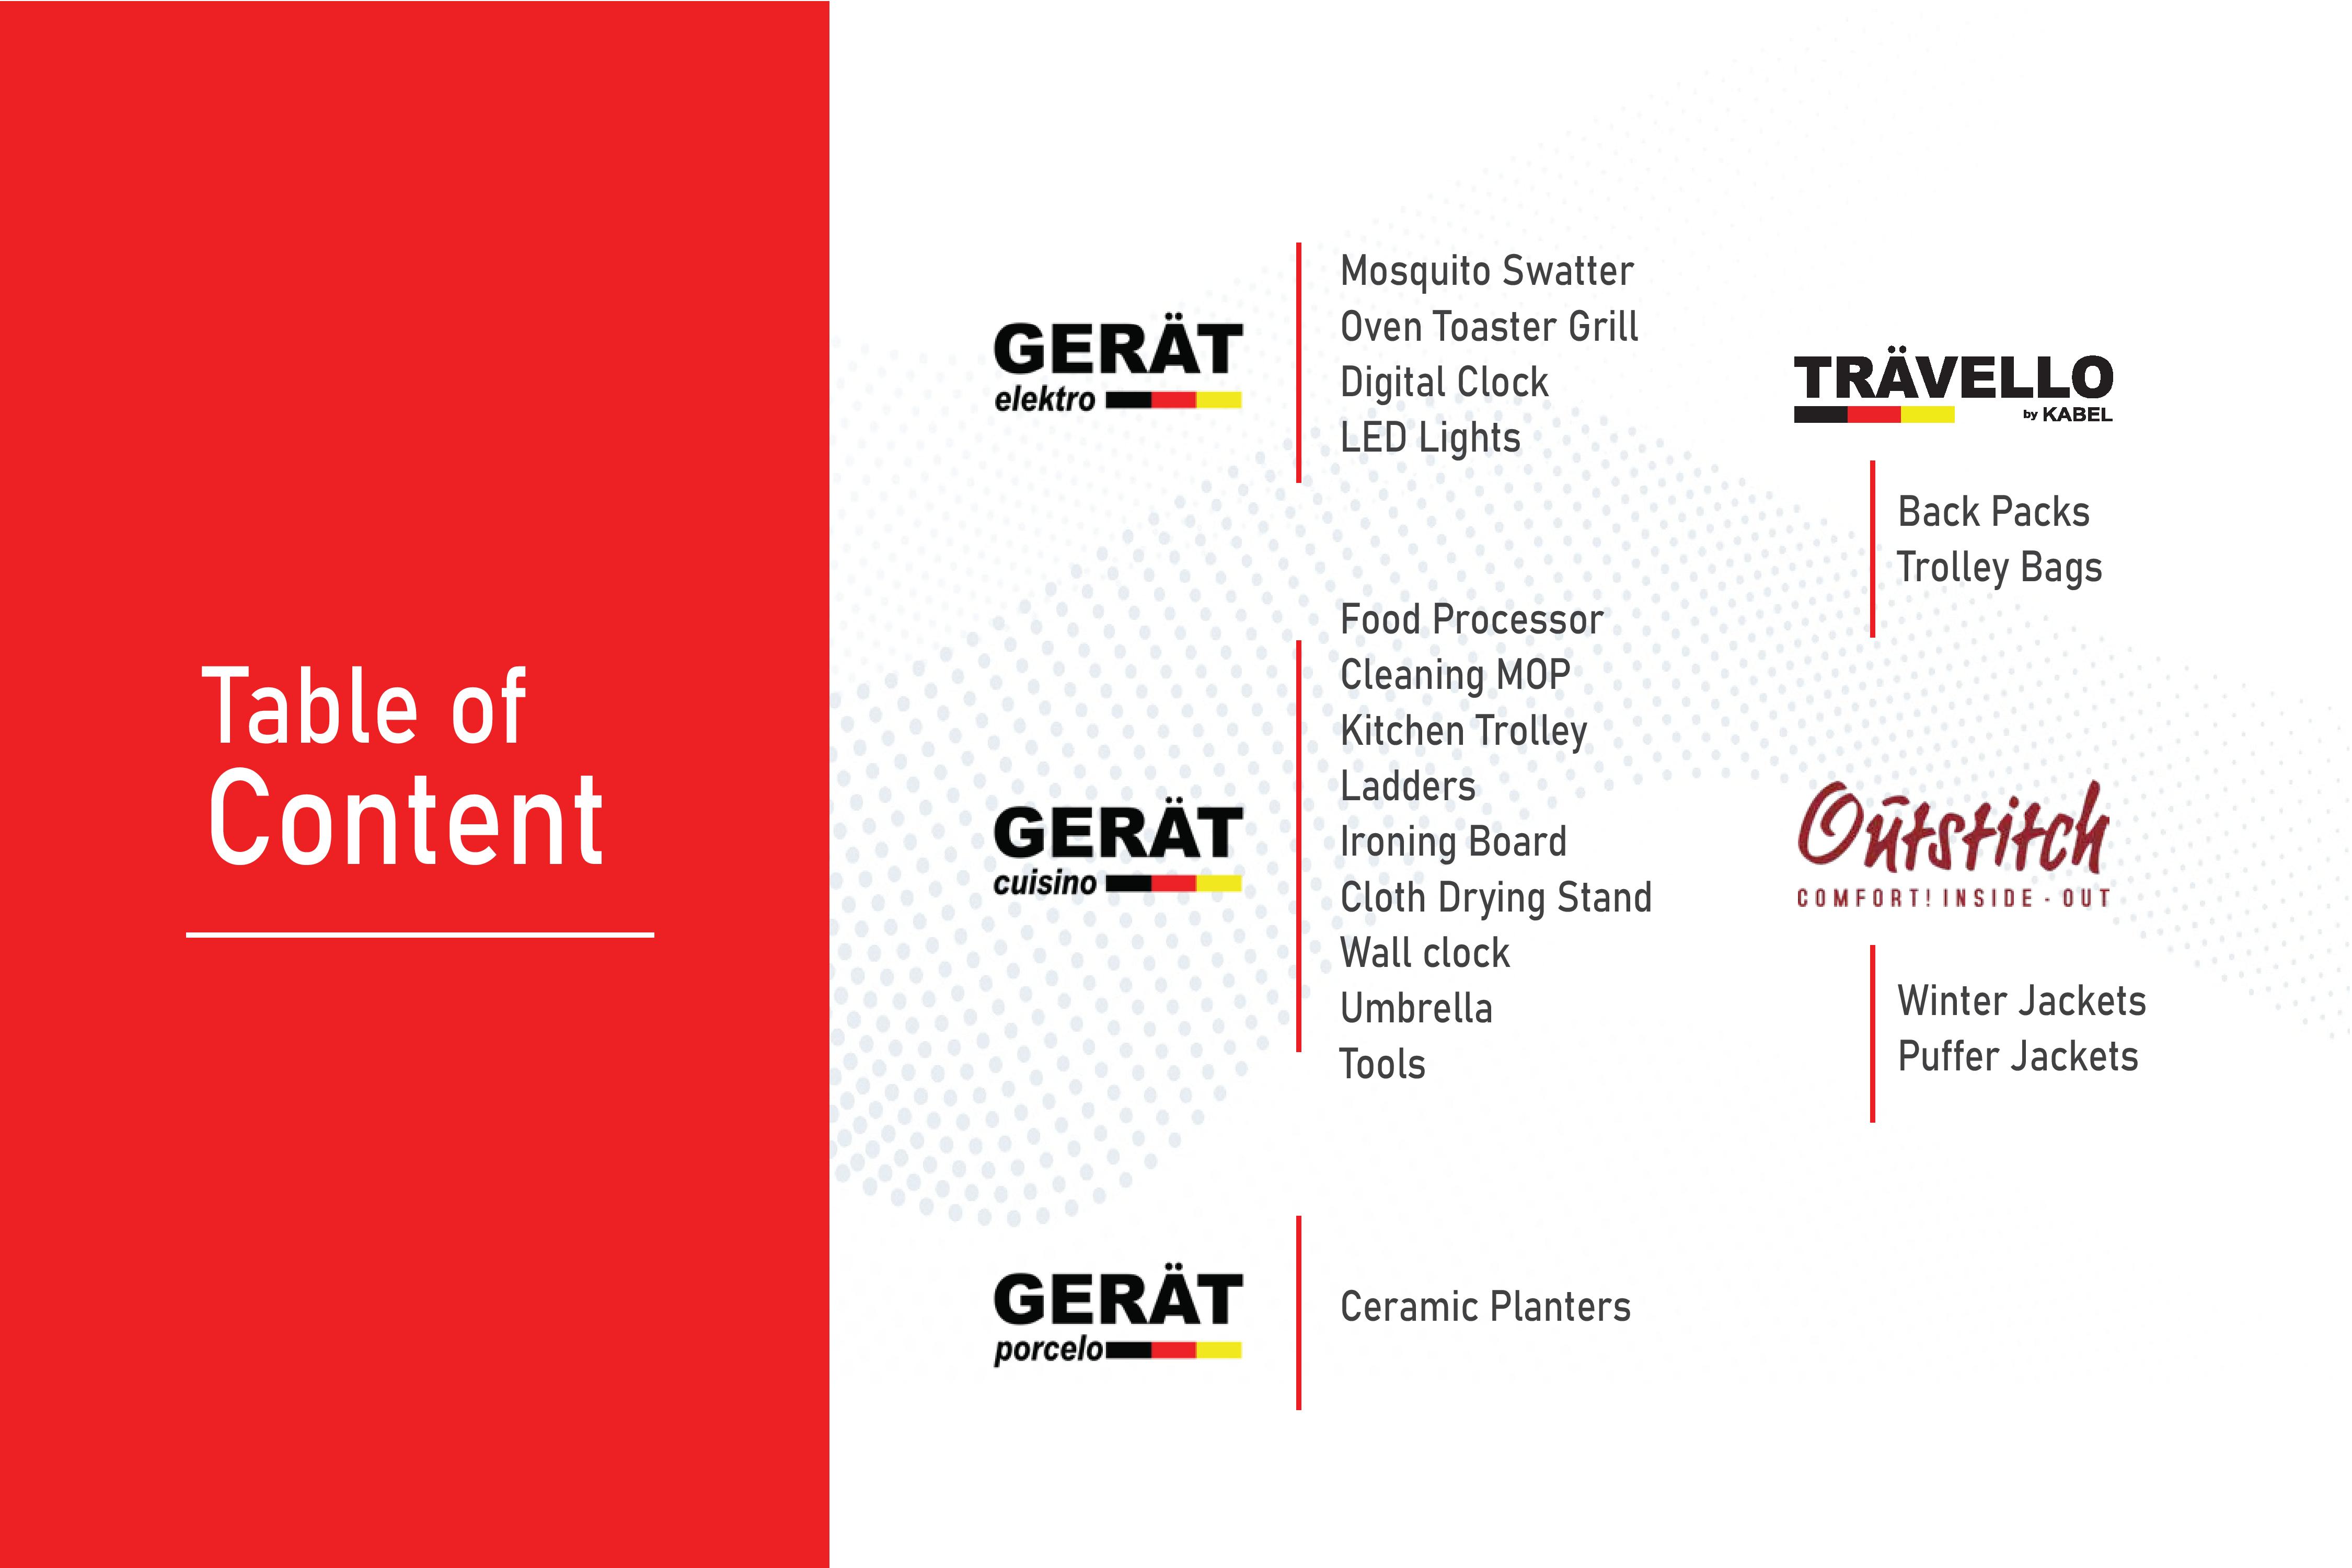 Table of
Content
GERÄT
elektro
Mosquito Swatter
Oven Toaster Grill
Digital Clock
LED Lights
GERÄT
cuisino
Food Processor
Cleaning MOP
Kitchen Trolley
Ladders
Ironing Board
Cloth Drying Stand
Wall clock
Umbrella
Tools
GERÄT
porcelo
Ceramic Planters
TRÄVELLO
by KABEL
Back Packs
Trolley Bags
Oūtstitch
COMFORT! INSIDE - OUT
Winter Jackets
Puffer Jackets